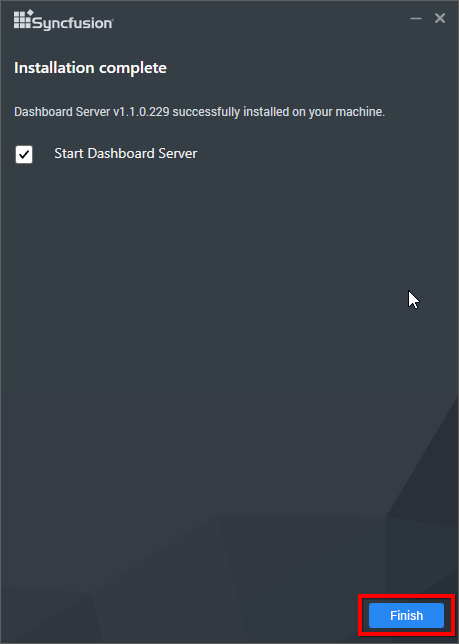 Syncfusion
Installation complete
Dashboard Server v1.1.0.229 successfully installed on your machine.
Start Dashboard Server
Finish